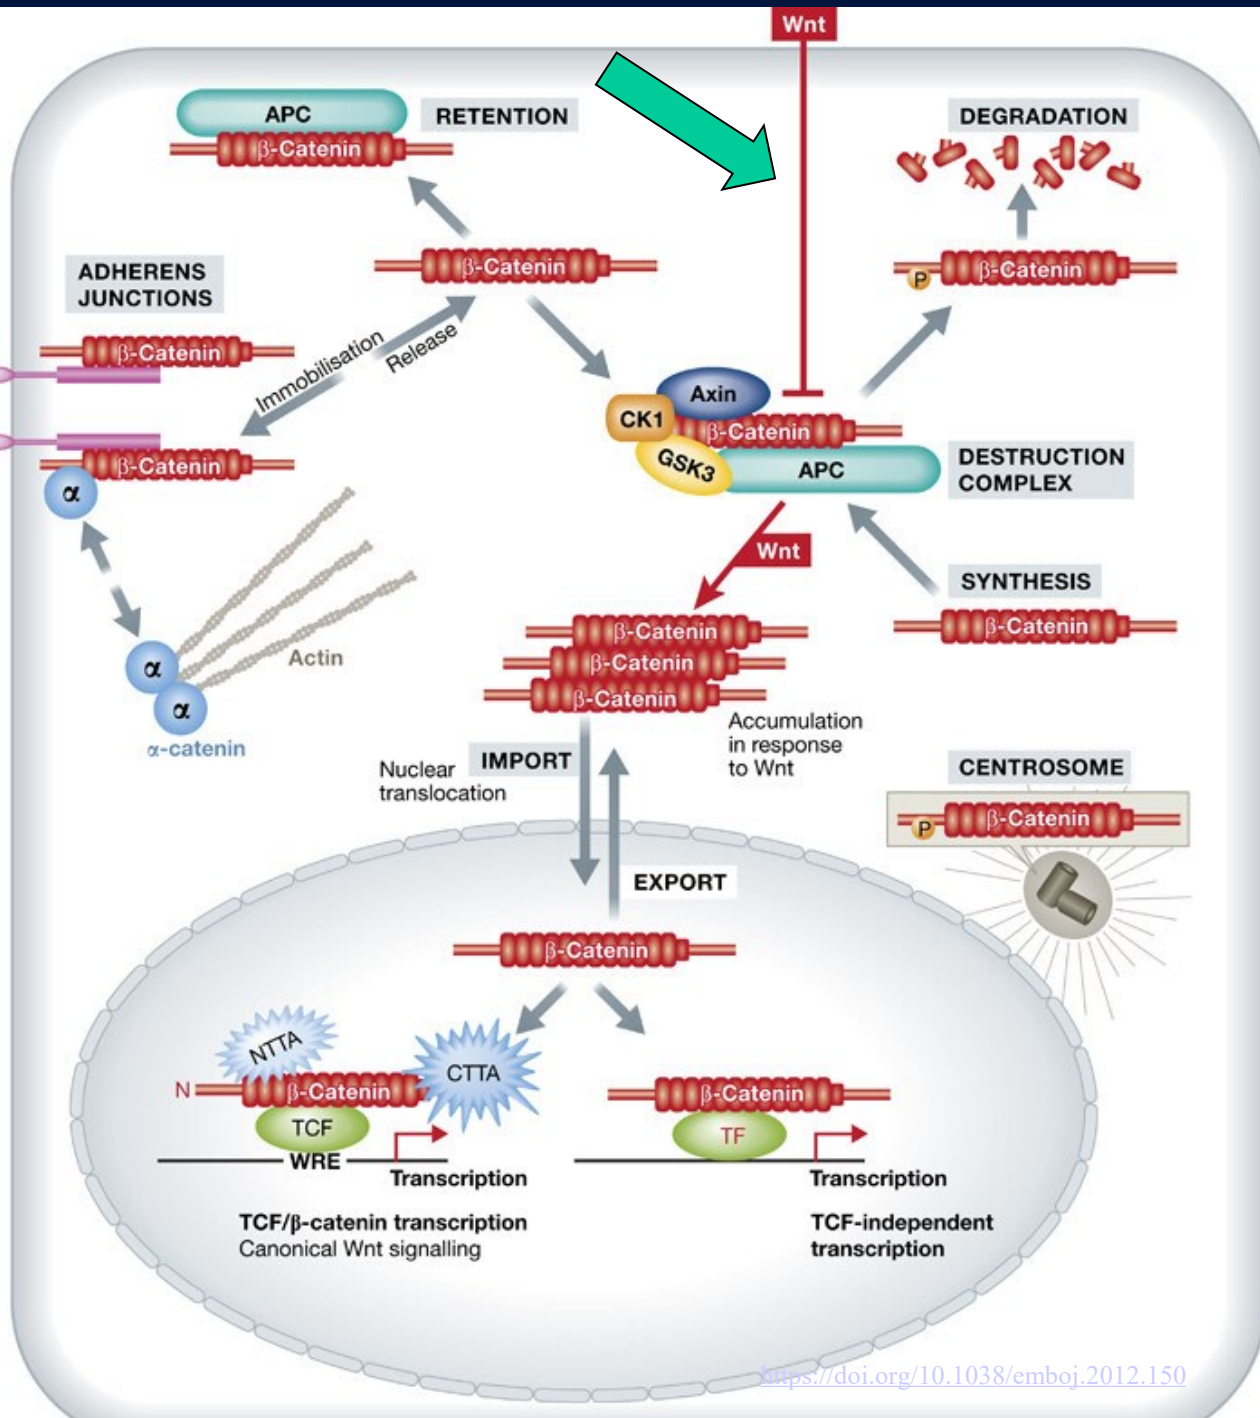 Wnt
APC
β-Catenin
RETENTION
DEGRADATION
β-Catenin
P
β-Catenin
ADHERENS
JUNCTIONS
β-Catenin
Immobilisation
Release
β-Catenin
α
Axin
CK1
β-Catenin
GSK3
APC
DESTRUCTION
COMPLEX
Wnt
SYNTHESIS
β-Catenin
β-Catenin
β-Catenin
β-Catenin
Accumulation
in response
to Wnt
α
α
Actin
α-catenin
Nuclear
translocation
IMPORT
EXPORT
CENTROSOME
P
β-Catenin
β-Catenin
NTTA
CTTA
N
β-Catenin
TCF
WRE
Transcription
TCF/β-catenin transcription
Canonical Wnt signalling
β-Catenin
TF
Transcription
TCF-independent
transcription
https://doi.org/10.1038/emboj.2012.150